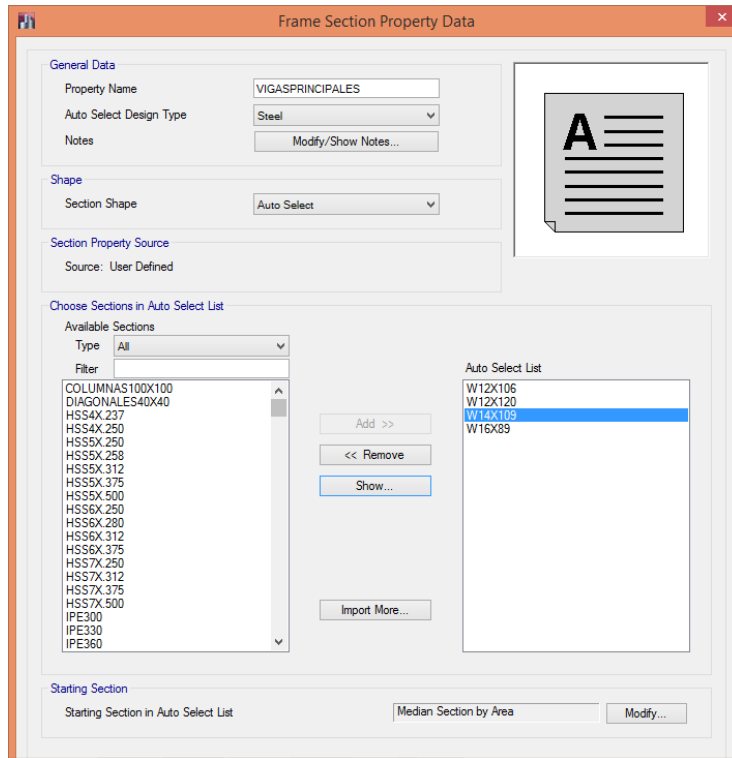 Frame Section Property Data
General Data
Property Name VIGASPRINCIPALES
Auto Select Design Type Steel
Notes Modify/Show Notes...
A
Shape
Section Shape Auto Select
Section Property Source
Source: User Defined
Choose Sections in Auto Select List
Available Sections
Type All
Filter
COLUMNAS100X100
DIAGONALES40X40
HSS4X.237
HSS4X.250
HSS5X.250
HSS5X.258
HSS5X.312
HSS5X.375
HSS5X.500
HSS6X.250
HSS6X.280
HSS6X.312
HSS6X.375
HSS7X.250
HSS7X.312
HSS7X.375
HSS7X.500
IPE300
IPE330
IPE360
Add >>
<< Remove
Show...
Import More...
Auto Select List
W12X106
W12X120
W14X109
W16X89
Starting Section
Starting Section in Auto Select List Median Section by Area Modify...